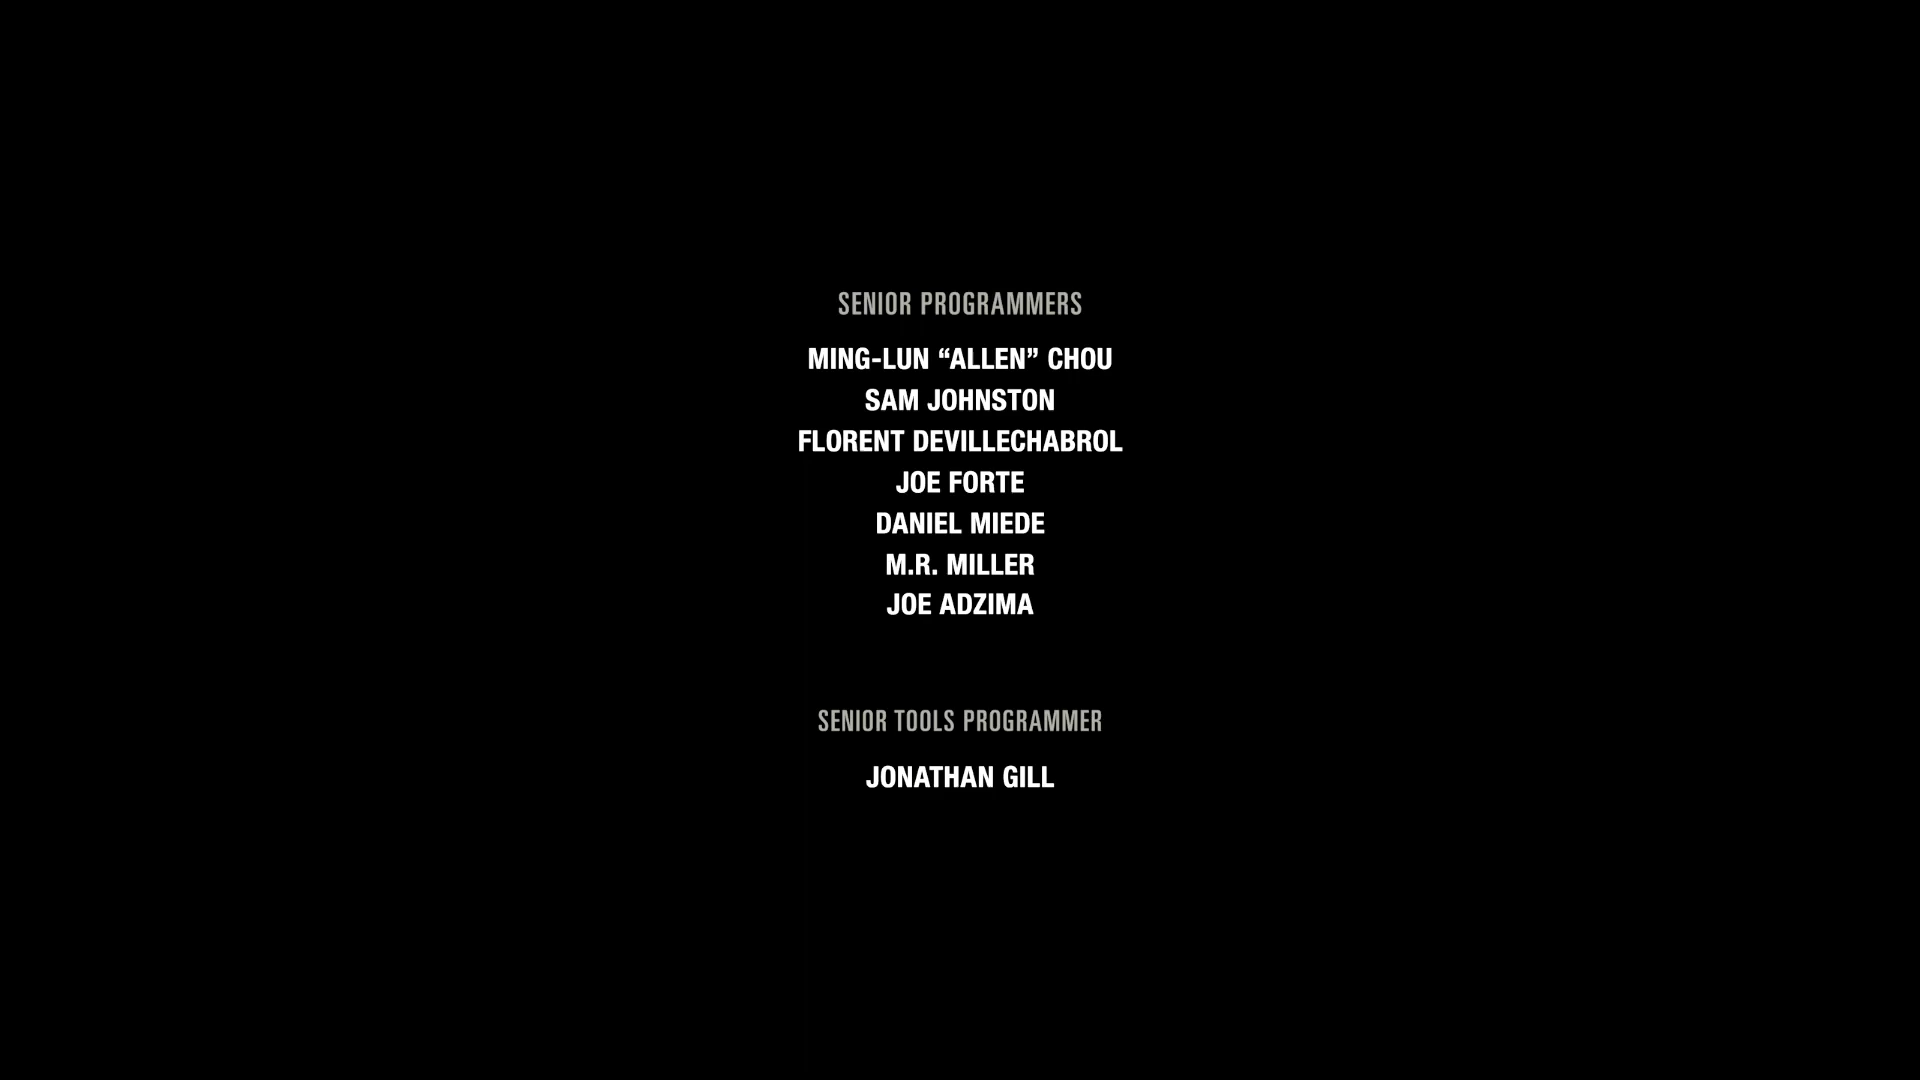 SENIOR PROGRAMMERS
MING-LUN “ALLEN” CHOU
SAM JOHNSTON
FLORENT DEVILLECHABROL
JOE FORTE
DANIEL MIEDE
M.R. MILLER
JOE ADZIMA
SENIOR TOOLS PROGRAMMER
JONATHAN GILL